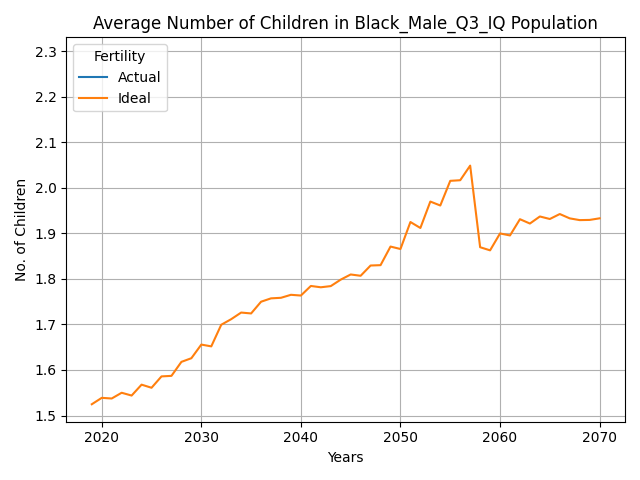 Average Number of Children in Black_Male_Q3_IQ Population
Fertility
Actual
Ideal
No. of Children
2.3
2.2
2.1
2.0
1.9
1.8
1.7
1.6
1.5
2020 2030 2040 2050 2060 2070
Years